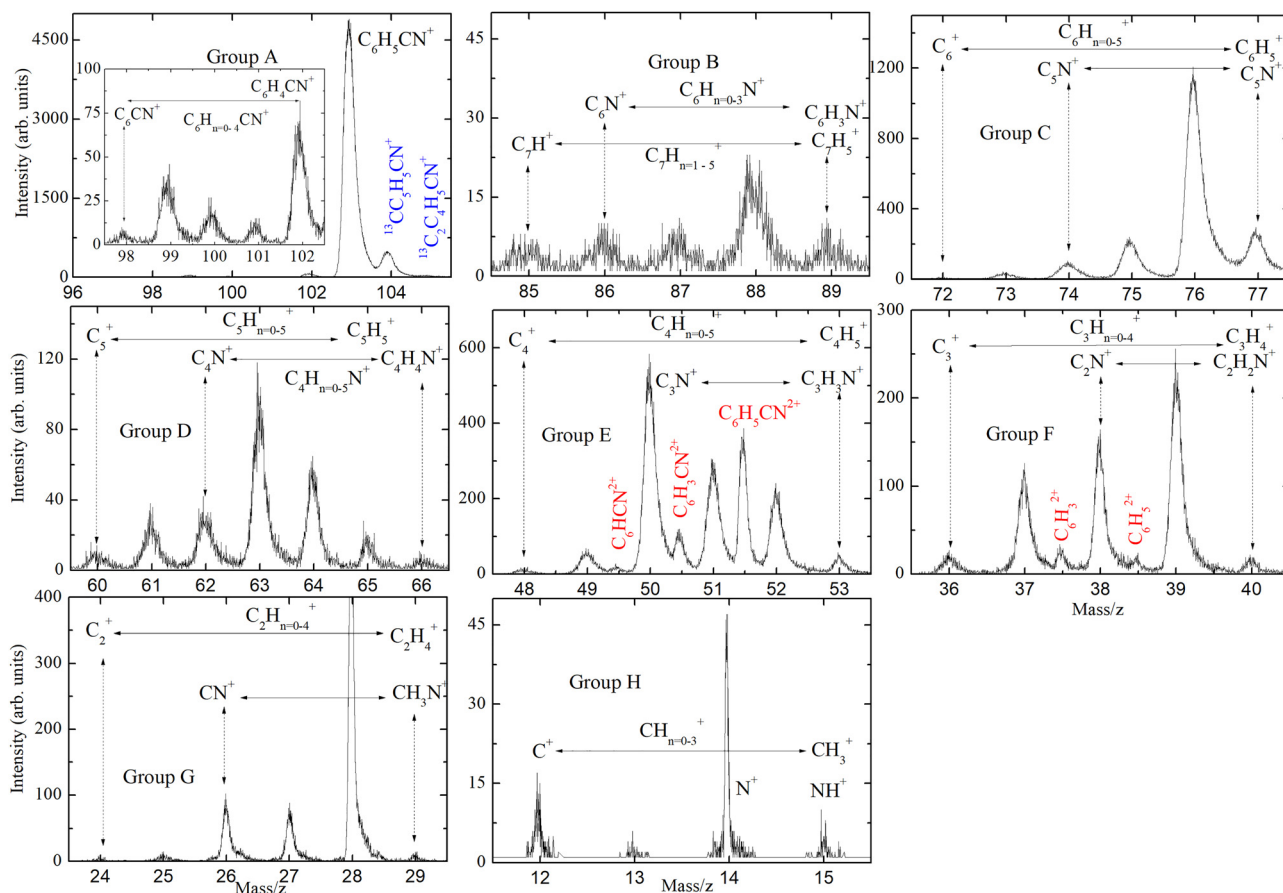 Intensity (arb. units)
4500
3000
1500
0
Group A
C₆H₅CN⁺
100
75
50
25
0
C₆H₄CN⁺
C₆CN⁺
C₆Hₙ₌₀₋ ₄CN⁺
98 99 100 101 102
¹³CC₅H₅CN⁺
¹³C₂C₄H₅CN⁺
96 98 100 102 104
45
30
15
0
Group B
C₆N⁺
C₆Hₙ₌₀₋₃N⁺
C₆H₃N⁺
C₇H⁺
C₇Hₙ₌₁ ₋ ₅⁺
C₇H₅⁺
85 86 87 88 89
1200
800
400
0
C₆⁺
C₆Hₙ₌₀₋₅⁺
C₆H₅⁺
C₅N⁺
C₅N⁺
Group C
72 73 74 75 76 77
Intensity (arb. units)
120
80
40
0
C₅⁺
C₅Hₙ₌₀₋₅⁺
C₅H₅⁺
C₄N⁺
C₄H₄N⁺
C₄Hₙ₌₀₋₅N⁺
Group D
60 61 62 63 64 65 66
600
400
200
0
C₄⁺
C₄Hₙ₌₀₋₅⁺
C₄H₅⁺
C₃N⁺
C₃H₃N⁺
Group E
C₆H₅CN²⁺
C₆HCN²⁺
C₆H₃CN²⁺
48 49 50 51 52 53
300
200
100
0
C₃⁺
C₃Hₙ₌₀₋₄⁺
C₃H₄⁺
C₂N⁺
C₂H₂N⁺
Group F
C₆H₃²⁺
C₆H₅²⁺
36 37 38 39 40
Mass/z
Intensity (arb. units)
400
300
200
100
0
C₂⁺
C₂Hₙ₌₀₋₄⁺
C₂H₄⁺
CN⁺
CH₃N⁺
Group G
24 25 26 27 28 29
Mass/z
45
30
15
0
Group H
CHₙ₌₀₋₃⁺
C⁺
CH₃⁺
N⁺
NH⁺
12 13 14 15
Mass/z